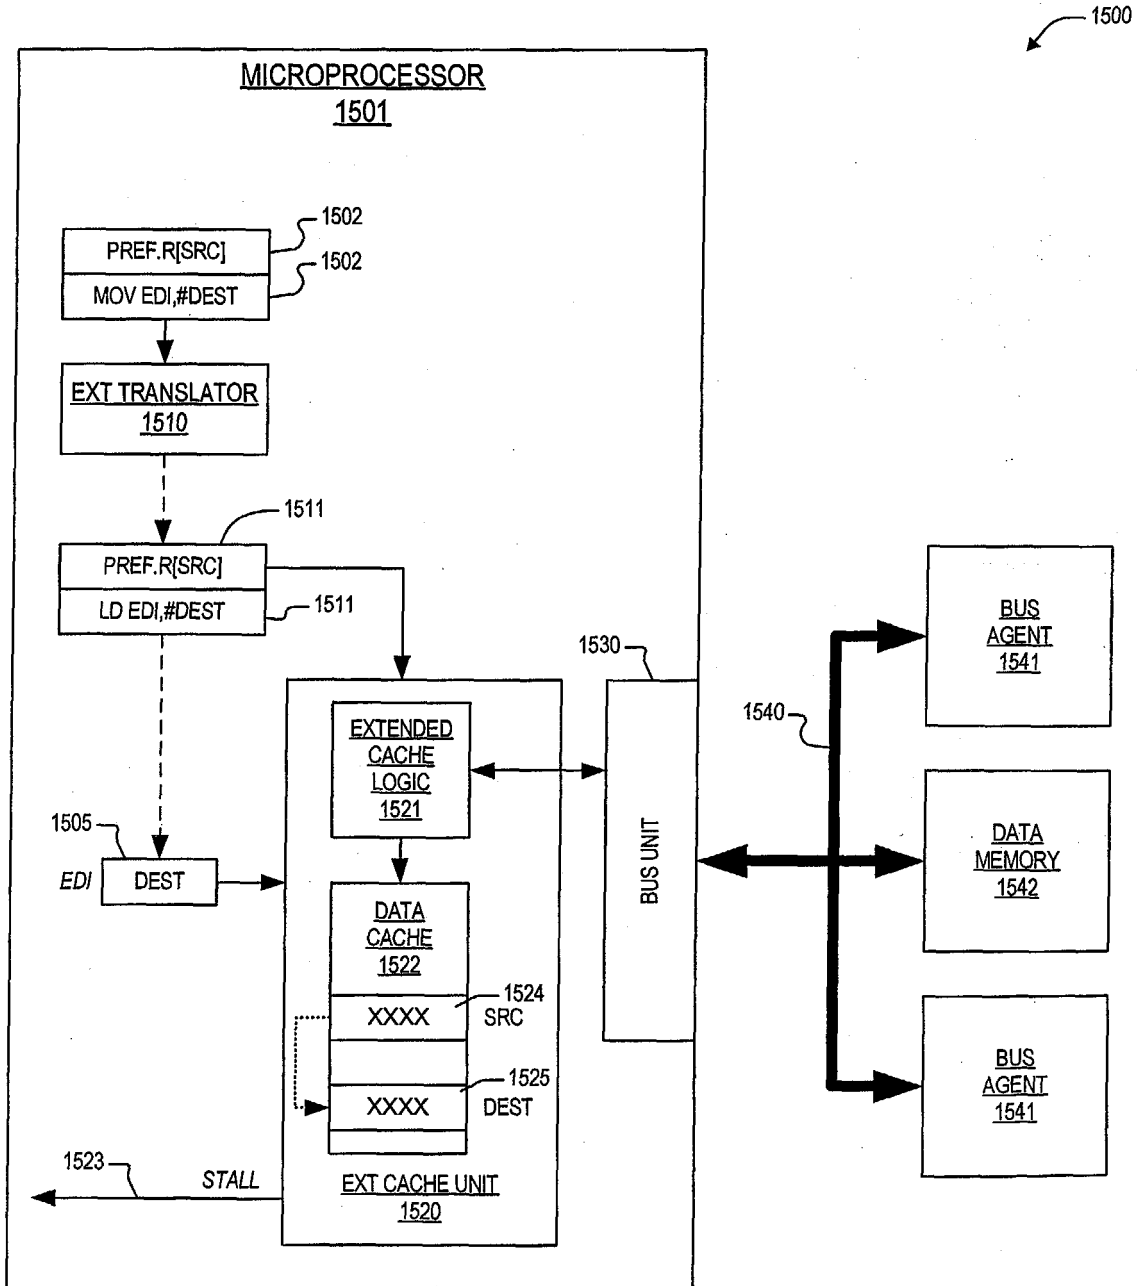 1500
MICROPROCESSOR
1501
1502
PREF.R[SRC]
1502
MOV EDI,#DEST
EXT TRANSLATOR
1510
1511
PREF.R[SRC]
LD EDI,#DEST
1511
BUS
AGENT
1541
1530
1540
EXTENDED
CACHE
LOGIC
1521
BUS UNIT
DATA
MEMORY
1542
1505
EDI
DEST
DATA
CACHE
1522
1524
XXXX
SRC
1525
XXXX
DEST
BUS
AGENT
1541
1523
STALL
EXT CACHE UNIT
1520